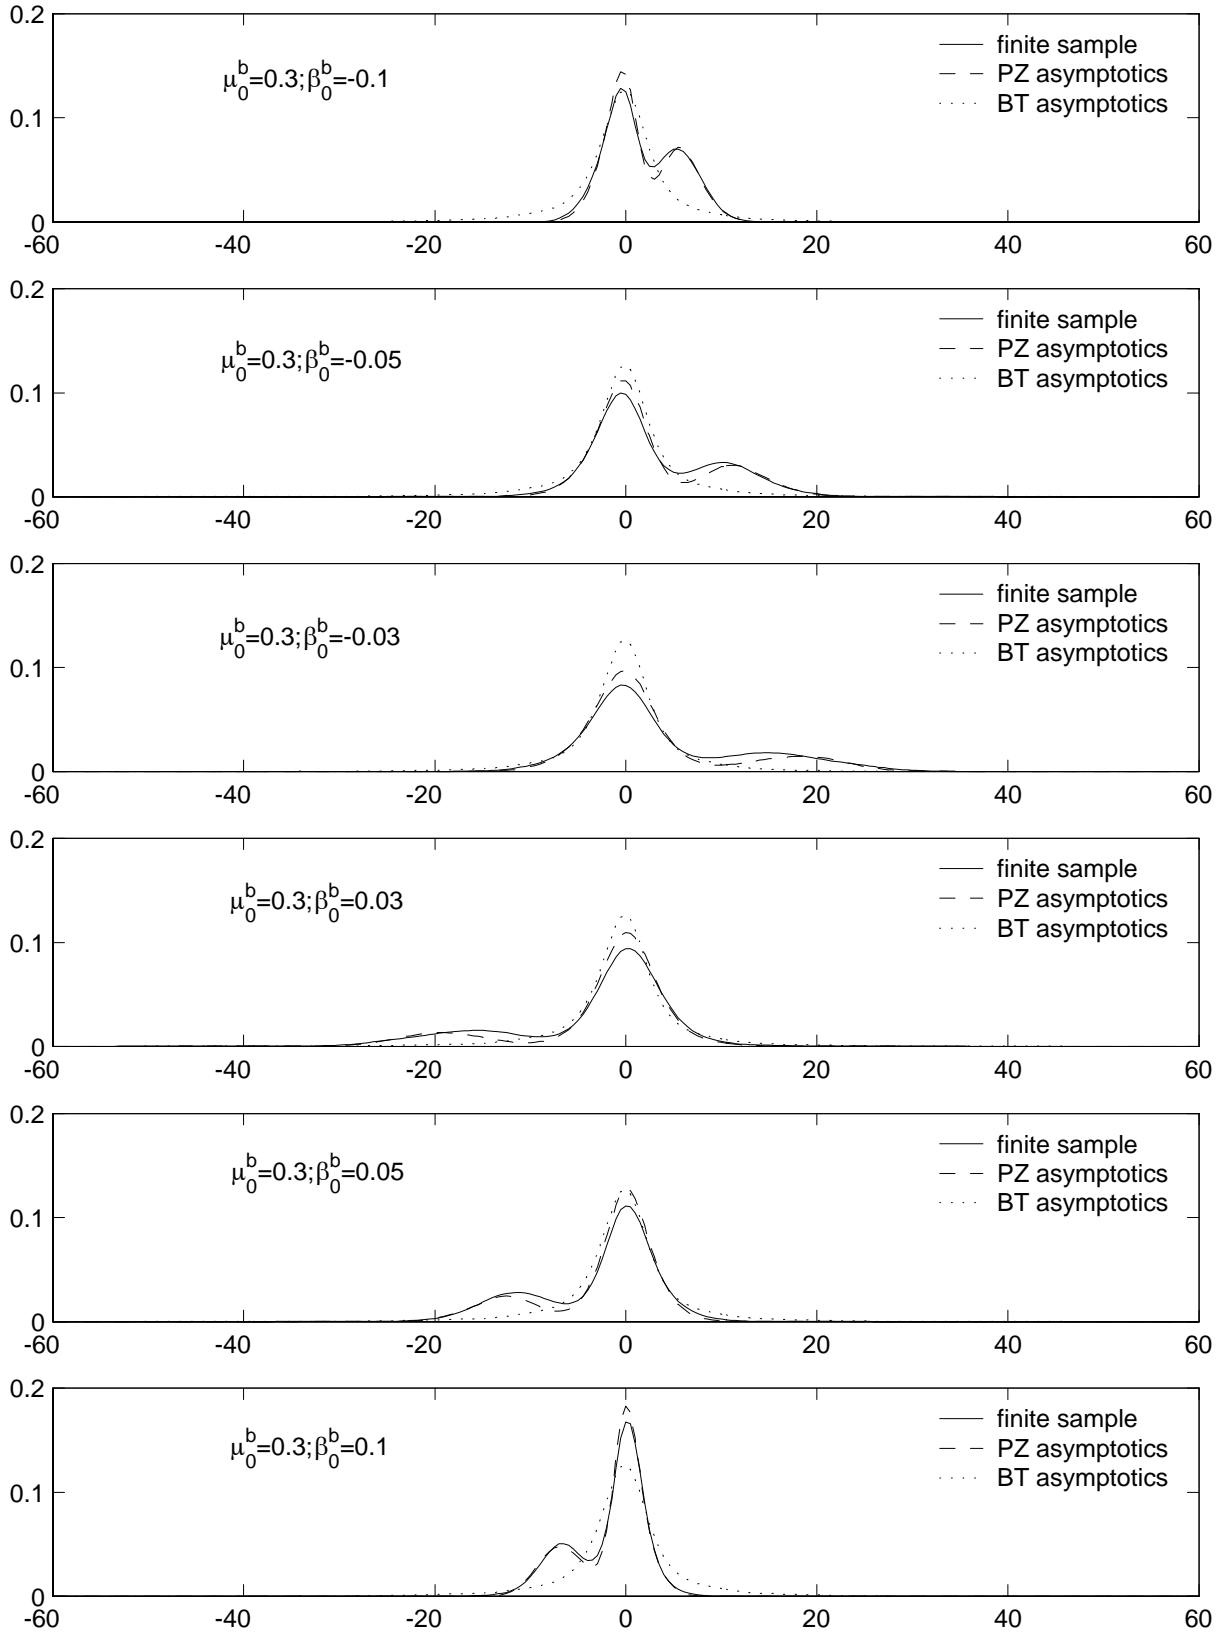 0.2
finite sample
μ₀ᵇ=0.3;β₀ᵇ=-0.1
PZ asymptotics
0.1
BT asymptotics
0
-60 -40 -20 0 20 40 60
0.2
finite sample
μ₀ᵇ=0.3;β₀ᵇ=-0.05
PZ asymptotics
BT asymptotics
0.1
0
-60 -40 -20 0 20 40 60
0.2
finite sample
μ₀ᵇ=0.3;β₀ᵇ=-0.03
PZ asymptotics
BT asymptotics
0.1
0
-60 -40 -20 0 20 40 60
0.2
finite sample
μ₀ᵇ=0.3;β₀ᵇ=0.03
PZ asymptotics
BT asymptotics
0.1
0
-60 -40 -20 0 20 40 60
0.2
finite sample
μ₀ᵇ=0.3;β₀ᵇ=0.05
PZ asymptotics
BT asymptotics
0.1
0
-60 -40 -20 0 20 40 60
0.2
finite sample
μ₀ᵇ=0.3;β₀ᵇ=0.1
PZ asymptotics
BT asymptotics
0.1
0
-60 -40 -20 0 20 40 60